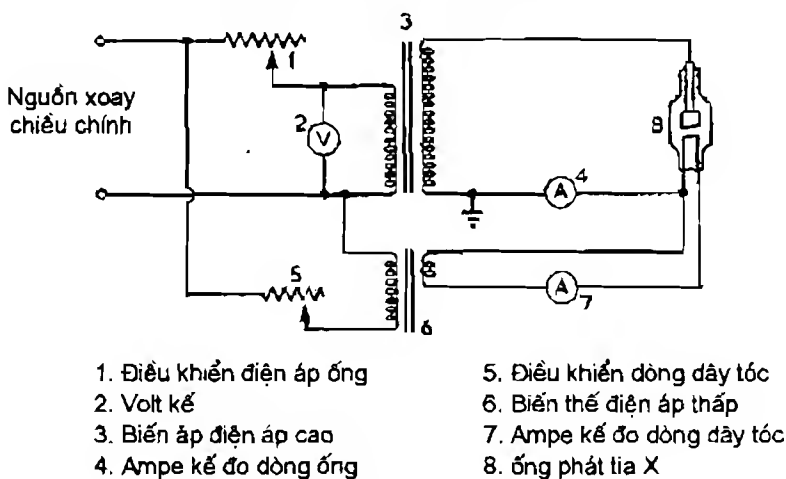 3
1
Nguồn xoay
chiều chính
2
V
8
A
4
5
A
7
6
1. Điều khiển điện áp ống
2. Volt kế
3. Biến áp điện áp cao
4. Ampe kế đo dòng ống
5. Điều khiển dòng dây tóc
6. Biến thế điện áp thấp
7. Ampe kế đo dòng dây tóc
8. ống phát tia X